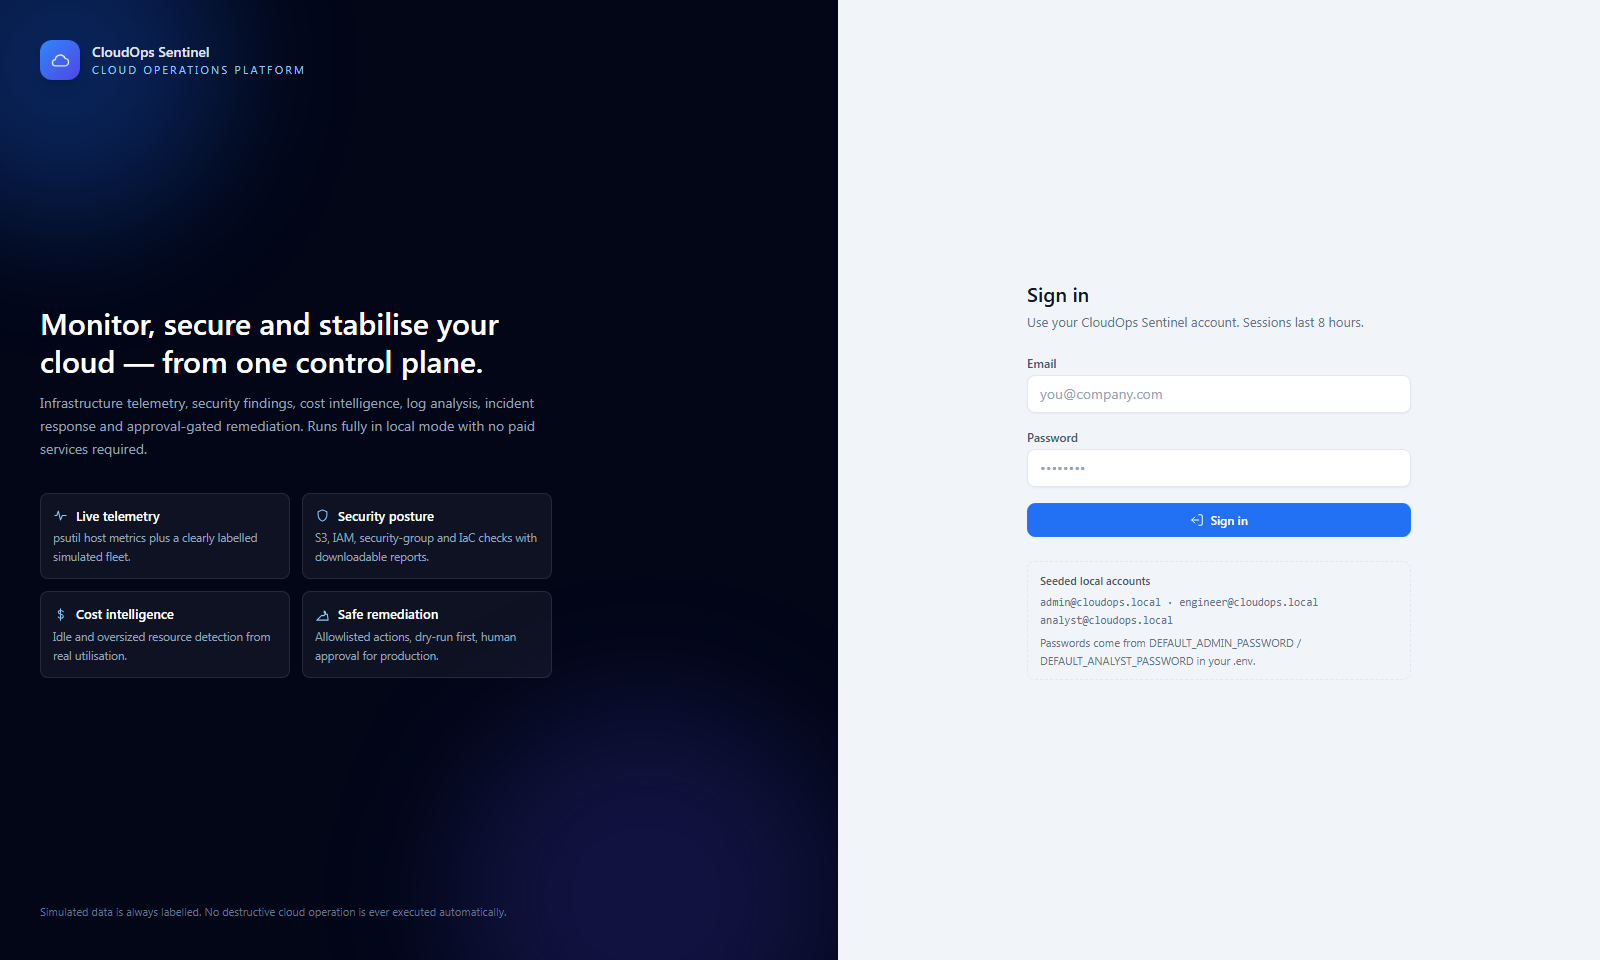 CloudOps Sentinel
CLOUD OPERATIONS PLATFORM
Monitor, secure and stabilise your
cloud — from one control plane.
Infrastructure telemetry, security findings, cost intelligence, log analysis, incident
response and approval-gated remediation. Runs fully in local mode with no paid
services required.
Live telemetry
psutil host metrics plus a clearly labelled
simulated fleet.
Security posture
S3, IAM, security-group and IaC checks with
downloadable reports.
Cost intelligence
Idle and oversized resource detection from
real utilisation.
Safe remediation
Allowlisted actions, dry-run first, human
approval for production.
Simulated data is always labelled. No destructive cloud operation is ever executed automatically.
Sign in
Use your CloudOps Sentinel account. Sessions last 8 hours.
Email
you@company.com
Password
••••••••
Sign in
Seeded local accounts
admin@cloudops.local · engineer@cloudops.local
analyst@cloudops.local
Passwords come from DEFAULT_ADMIN_PASSWORD /
DEFAULT_ANALYST_PASSWORD in your .env.